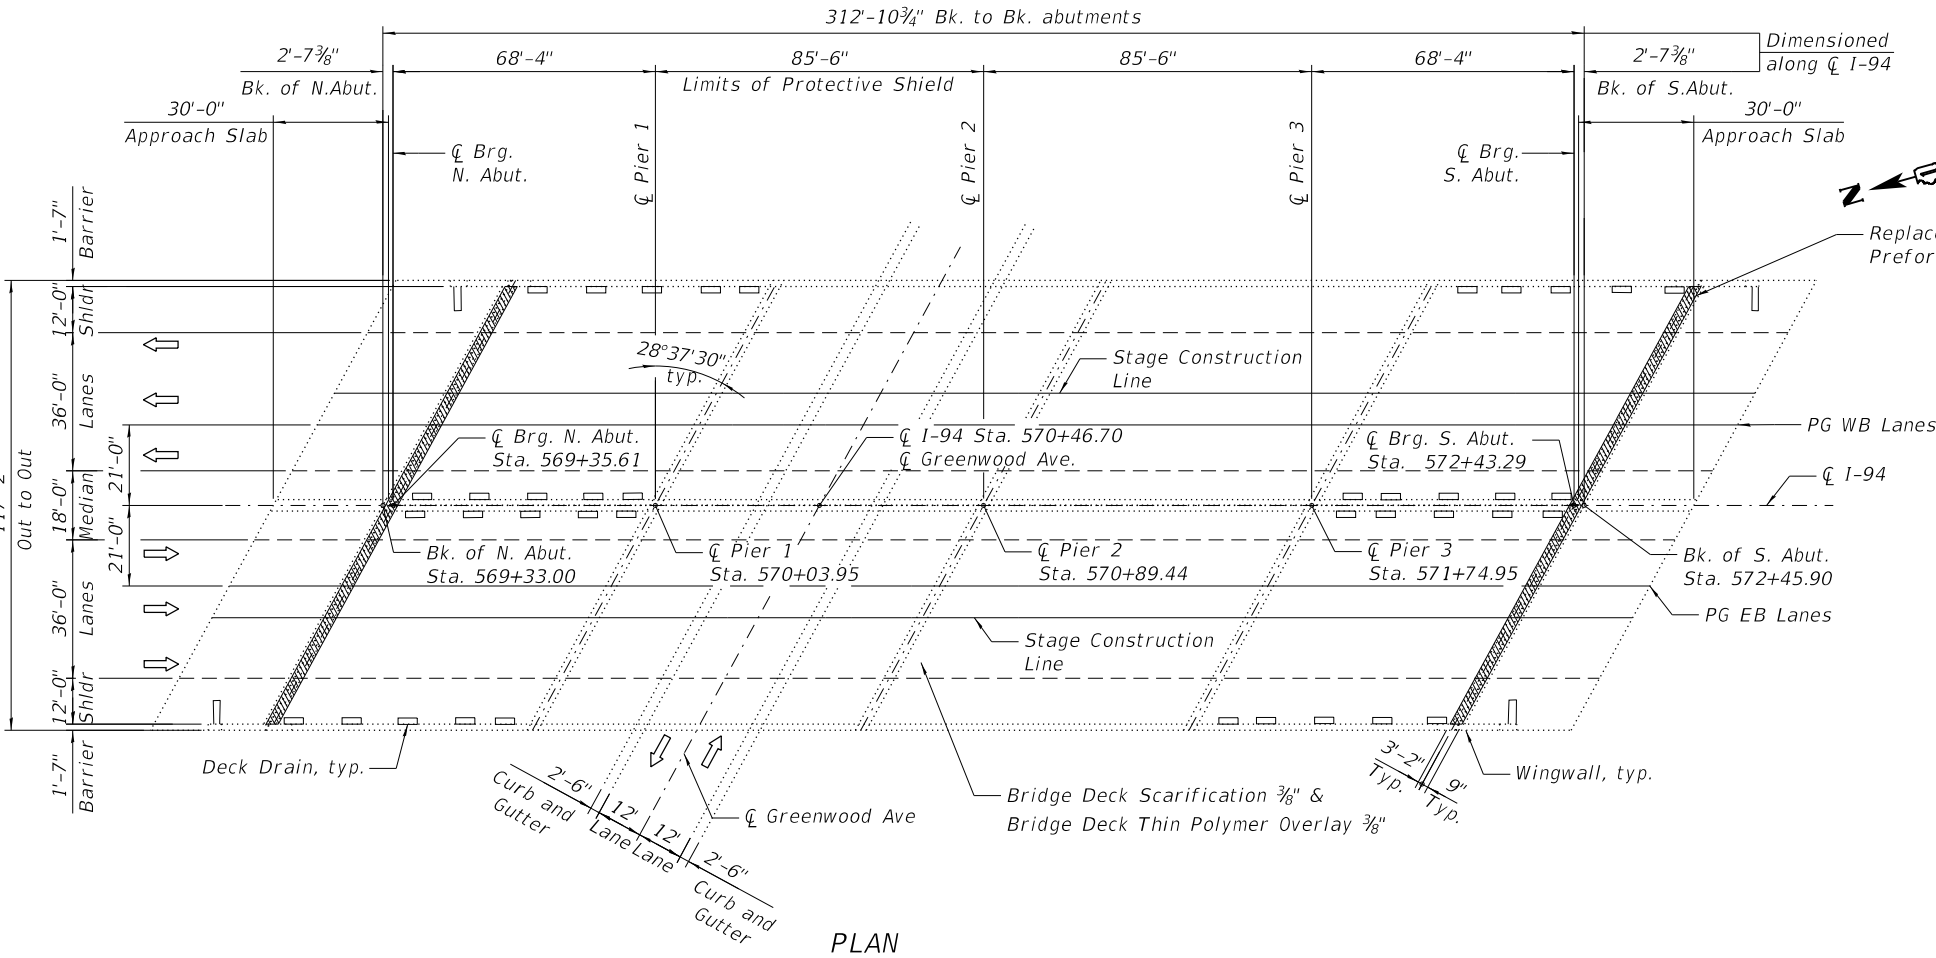 312'-10¾" Bk. to Bk. abutments
2'-7⅜"
68'-4"
85'-6"
85'-6"
68'-4"
2'-7⅜"
Dimensioned
along ℄ I-94
Bk. of N.Abut.
Limits of Protective Shield
Bk. of S.Abut.
30'-0"
Approach Slab
30'-0"
Approach Slab
℄ Brg.
N. Abut.
℄ Pier 1
℄ Pier 2
℄ Pier 3
℄ Brg.
S. Abut.
N
Replac
Prefor
1'-7"
Barrier
12'-0"
Shldr
36'-0"
Lanes
21'-0"
18'-0"
Median
21'-0"
36'-0"
Lanes
12'-0"
Shldr
1'-7"
Barrier
Out to Out
28°37'30"
typ.
Stage Construction
Line
PG WB Lanes
℄ Brg. N. Abut.
Sta. 569+35.61
℄ I-94 Sta. 570+46.70
℄ Greenwood Ave.
℄ Brg. S. Abut.
Sta. 572+43.29
℄ I-94
Bk. of N. Abut.
Sta. 569+33.00
℄ Pier 1
Sta. 570+03.95
℄ Pier 2
Sta. 570+89.44
℄ Pier 3
Sta. 571+74.95
Bk. of S. Abut.
Sta. 572+45.90
PG EB Lanes
Stage Construction
Line
Deck Drain, typ.
2'-6"
Curb and
Gutter
12'
Lane
12'
Lane
2'-6"
Curb and
Gutter
℄ Greenwood Ave
Bridge Deck Scarification ⅜" &
Bridge Deck Thin Polymer Overlay ⅜"
3'-2"
Typ.
9"
Typ.
Wingwall, typ.
PLAN